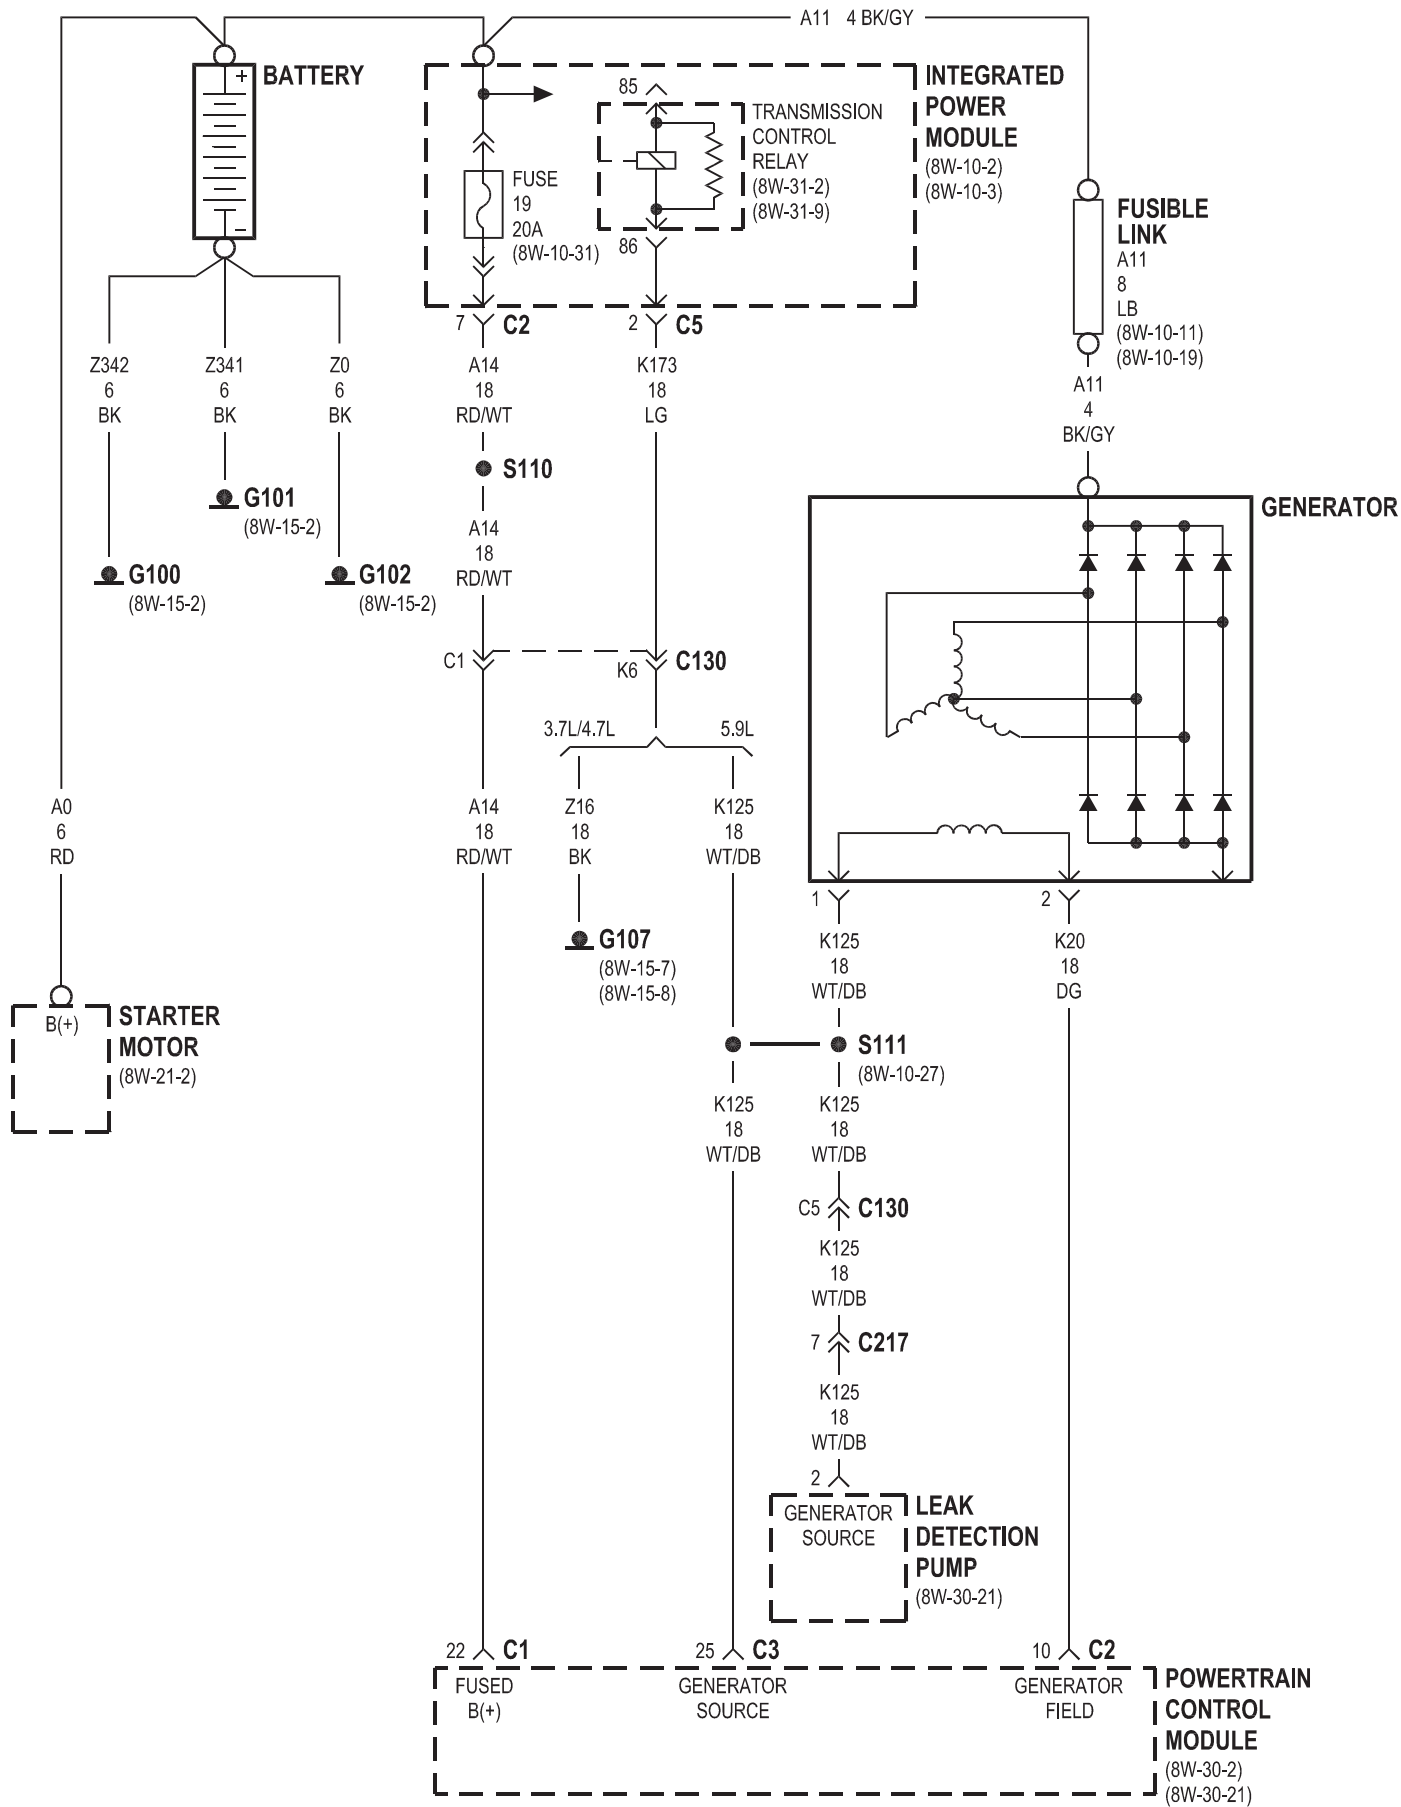 A11 4 BK/GY
+
BATTERY
−
INTEGRATED
POWER
MODULE
(8W-10-2)
(8W-10-3)
85
TRANSMISSION
CONTROL
RELAY
(8W-31-2)
(8W-31-9)
86
FUSE
19
20A
(8W-10-31)
FUSIBLE
LINK
A11
8
LB
(8W-10-11)
(8W-10-19)
7
C2
2
C5
Z342
6
BK
Z341
6
BK
Z0
6
BK
A14
18
RD/WT
K173
18
LG
A11
4
BK/GY
S110
G101
(8W-15-2)
GENERATOR
A14
18
RD/WT
G100
(8W-15-2)
G102
(8W-15-2)
C1
K6
C130
3.7L/4.7L
5.9L
A0
6
RD
A14
18
RD/WT
Z16
18
BK
K125
18
WT/DB
1
2
G107
(8W-15-7)
(8W-15-8)
K125
18
WT/DB
K20
18
DG
B(+)
STARTER
MOTOR
(8W-21-2)
S111
(8W-10-27)
K125
18
WT/DB
K125
18
WT/DB
C5
C130
K125
18
WT/DB
7
C217
K125
18
WT/DB
2
GENERATOR
SOURCE
LEAK
DETECTION
PUMP
(8W-30-21)
22
C1
25
C3
10
C2
FUSED
B(+)
GENERATOR
SOURCE
GENERATOR
FIELD
POWERTRAIN
CONTROL
MODULE
(8W-30-2)
(8W-30-21)